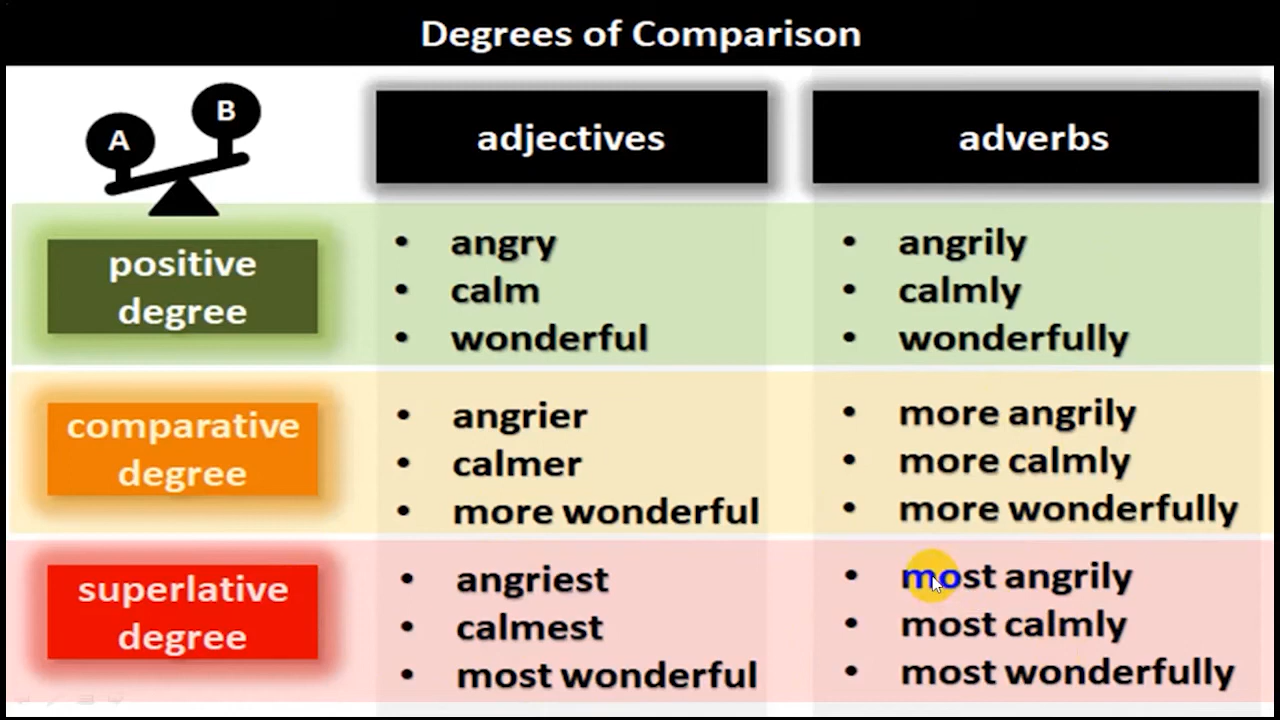 Degrees of Comparison
A
B
adjectives
adverbs
positive
degree
• angry
• calm
• wonderful
• angrily
• calmly
• wonderfully
comparative
degree
• angrier
• calmer
• more wonderful
• more angrily
• more calmly
• more wonderfully
superlative
degree
• angriest
• calmest
• most wonderful
• most angrily
• most calmly
• most wonderfully